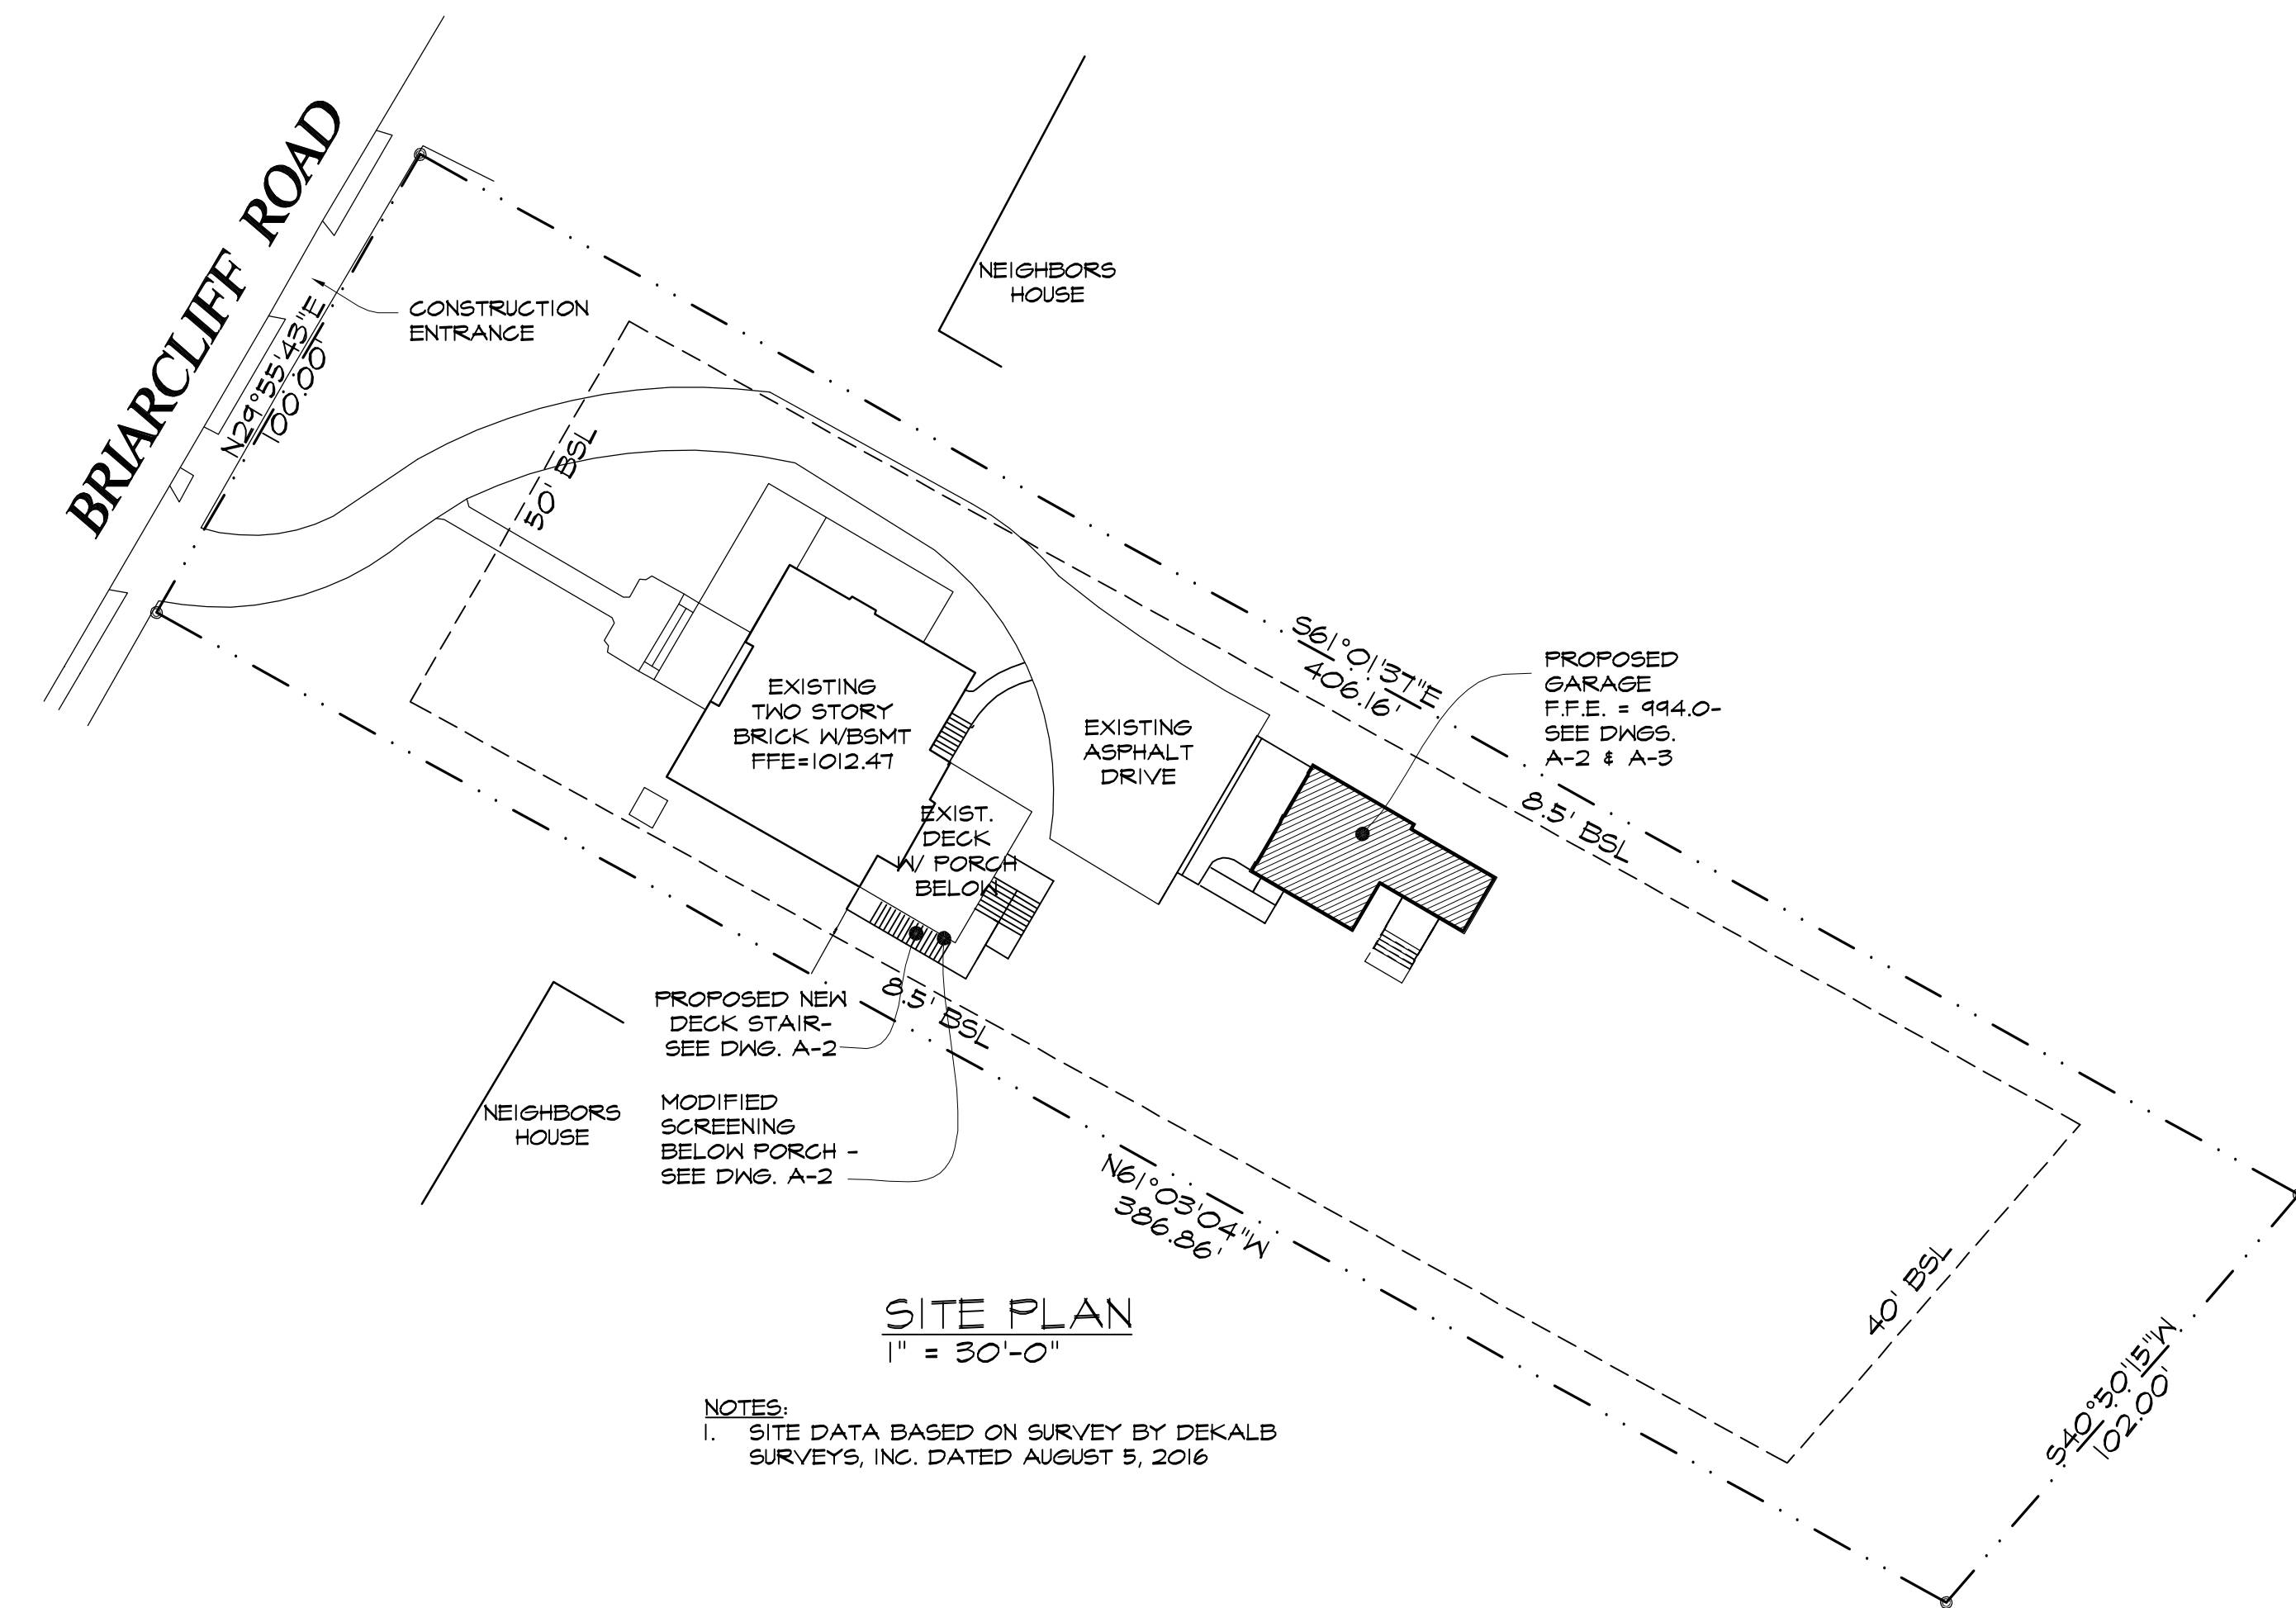 BRIARCLIFF ROAD
N29°55'43"E
100.00'
CONSTRUCTION
ENTRANCE
NEIGHBORS
HOUSE
50' BSL
EXISTING
TWO STORY
BRICK W/BSMT
FFE=1012.47
EXIST.
DECK
W/ PORCH
BELOW
EXISTING
ASPHALT
DRIVE
S61°01'37"E
406.16'
PROPOSED
GARAGE
F.F.E. = 994.0-
SEE DWGS.
A-2 & A-3
8.5' BSL
8.5' BSL
PROPOSED NEW
DECK STAIR-
SEE DWG. A-2
MODIFIED
SCREENING
BELOW PORCH -
SEE DWG. A-2
NEIGHBORS
HOUSE
N61°03'04"W
386.86'
40' BSL
S40°50'15"W
102.00'
SITE PLAN
1" = 30'-0"
NOTES:
1. SITE DATA BASED ON SURVEY BY DEKALB
SURVEYS, INC. DATED AUGUST 5, 2016